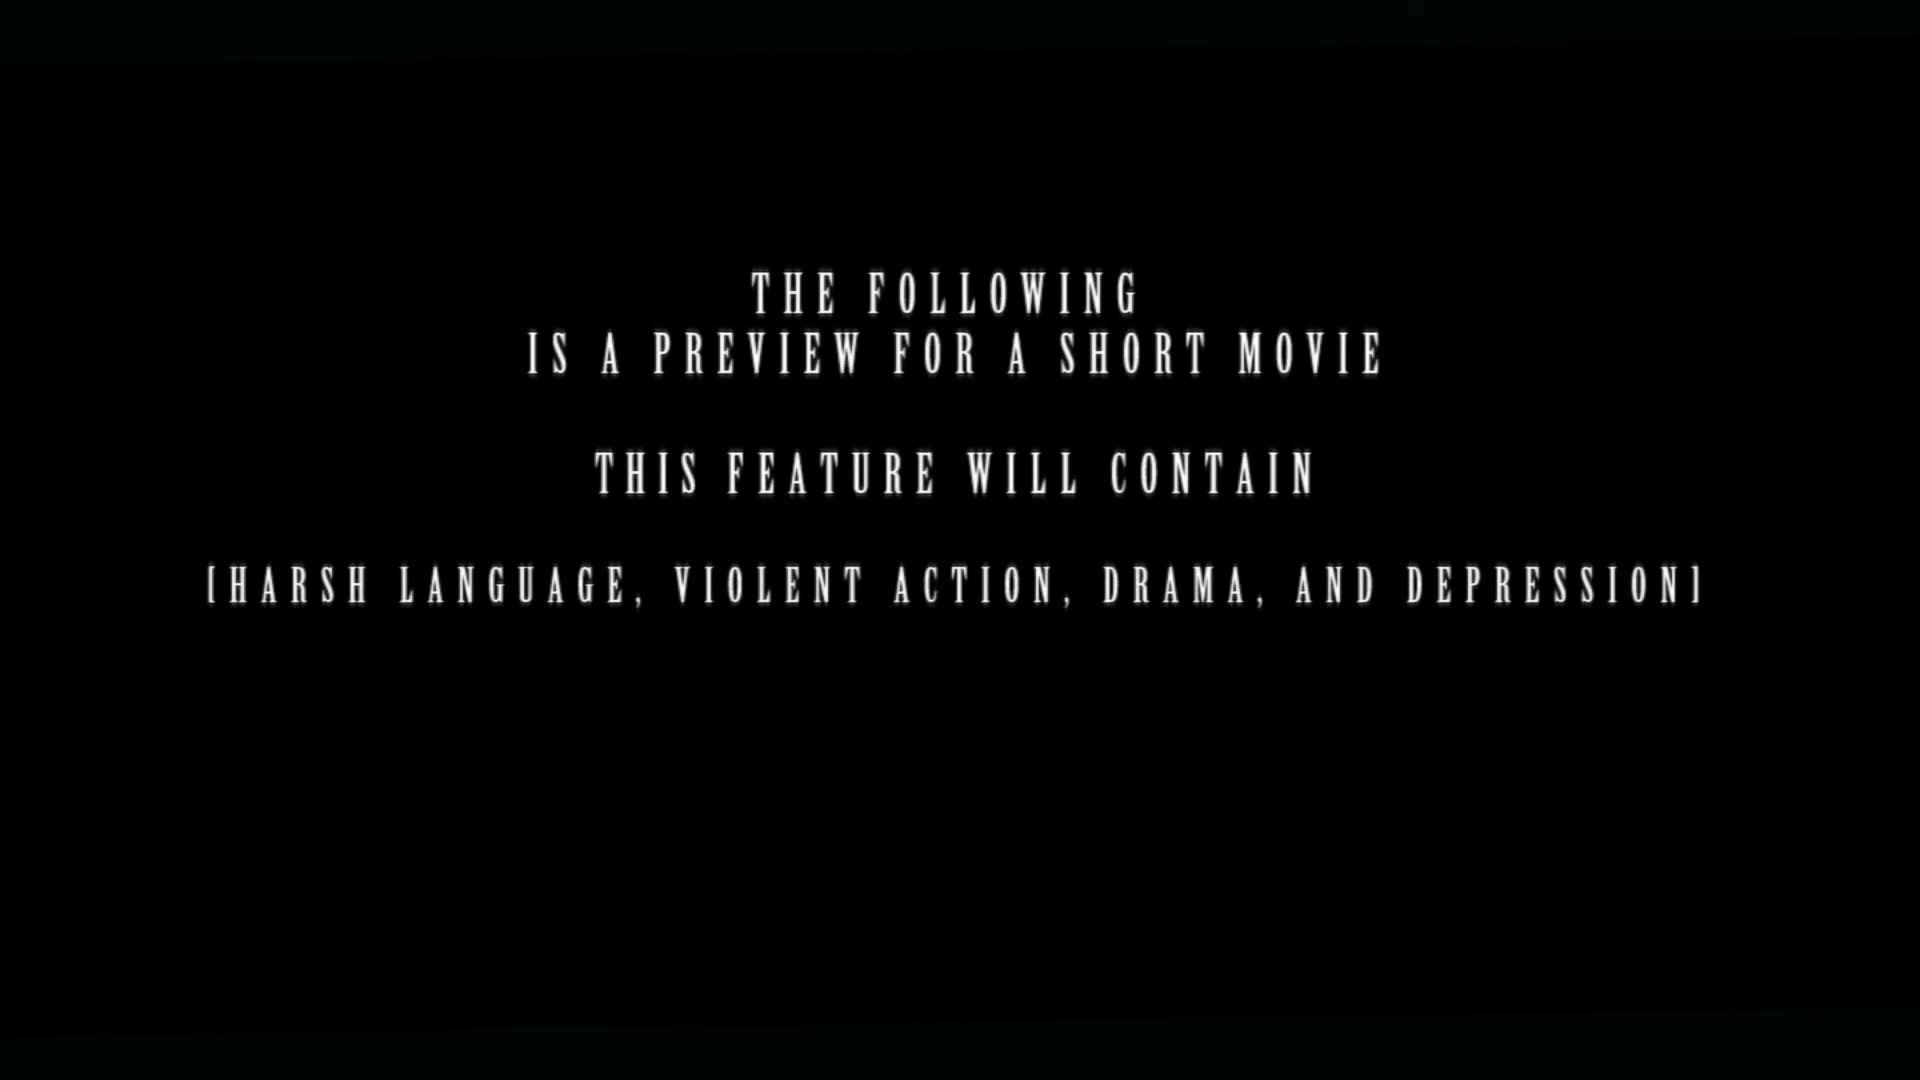 THE FOLLOWING
IS A PREVIEW FOR A SHORT MOVIE
THIS FEATURE WILL CONTAIN
[HARSH LANGUAGE, VIOLENT ACTION, DRAMA, AND DEPRESSION]